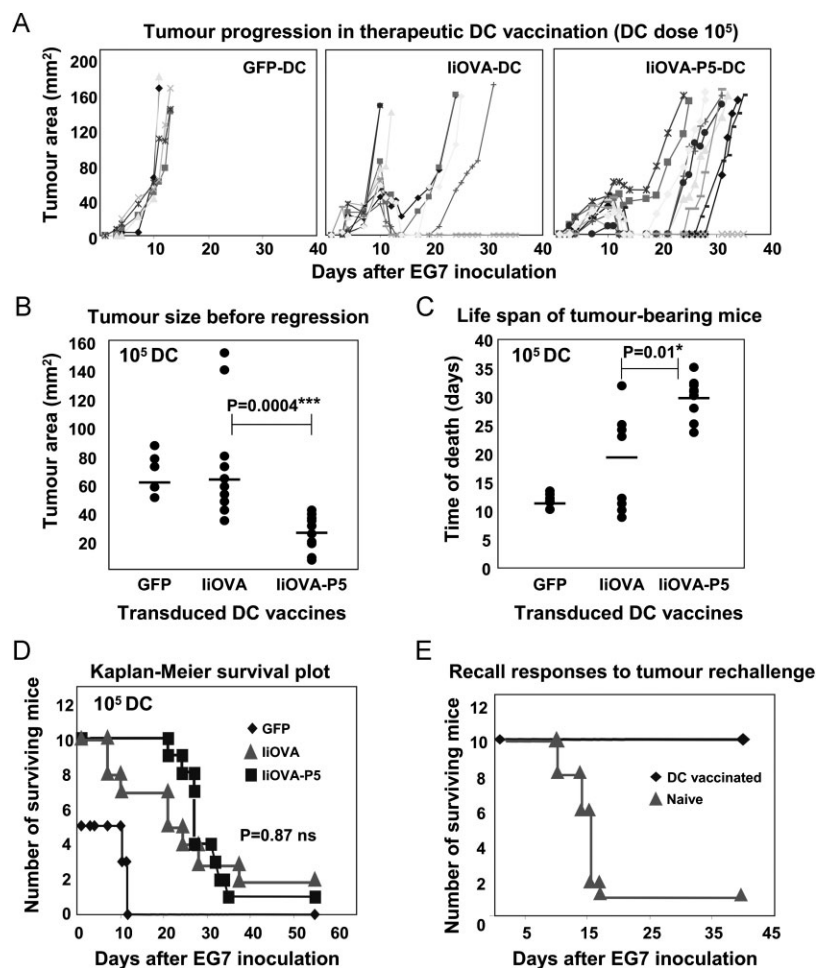 A
Tumour progression in therapeutic DC vaccination (DC dose 10⁵)
Tumour area (mm²)
200
160
120
80
40
0
GFP-DC
IiOVA-DC
IiOVA-P5-DC
10 20 30 40 2 10 20 30 40 2 10 20 30 40
Days after EG7 inoculation
B
Tumour size before regression
Tumour area (mm²)
160
140
120
100
80
60
40
20
10⁵ DC
P=0.0004***
GFP IiOVA IiOVA-P5
Transduced DC vaccines
C
Life span of tumour-bearing mice
Time of death (days)
40
35
30
25
20
15
10
5
0
10⁵ DC
P=0.01*
GFP IiOVA IiOVA-P5
Transduced DC vaccines
D
Kaplan-Meier survival plot
Number of surviving mice
12
10
8
6
4
2
0
10⁵ DC
GFP
IiOVA
IiOVA-P5
P=0.87 ns
0 10 20 30 40 50 60
Days after EG7 inoculation
E
Recall responses to tumour rechallenge
Number of surviving mice
12
10
8
6
4
2
0
DC vaccinated
Naive
5 15 25 35 45
Days after EG7 inoculation